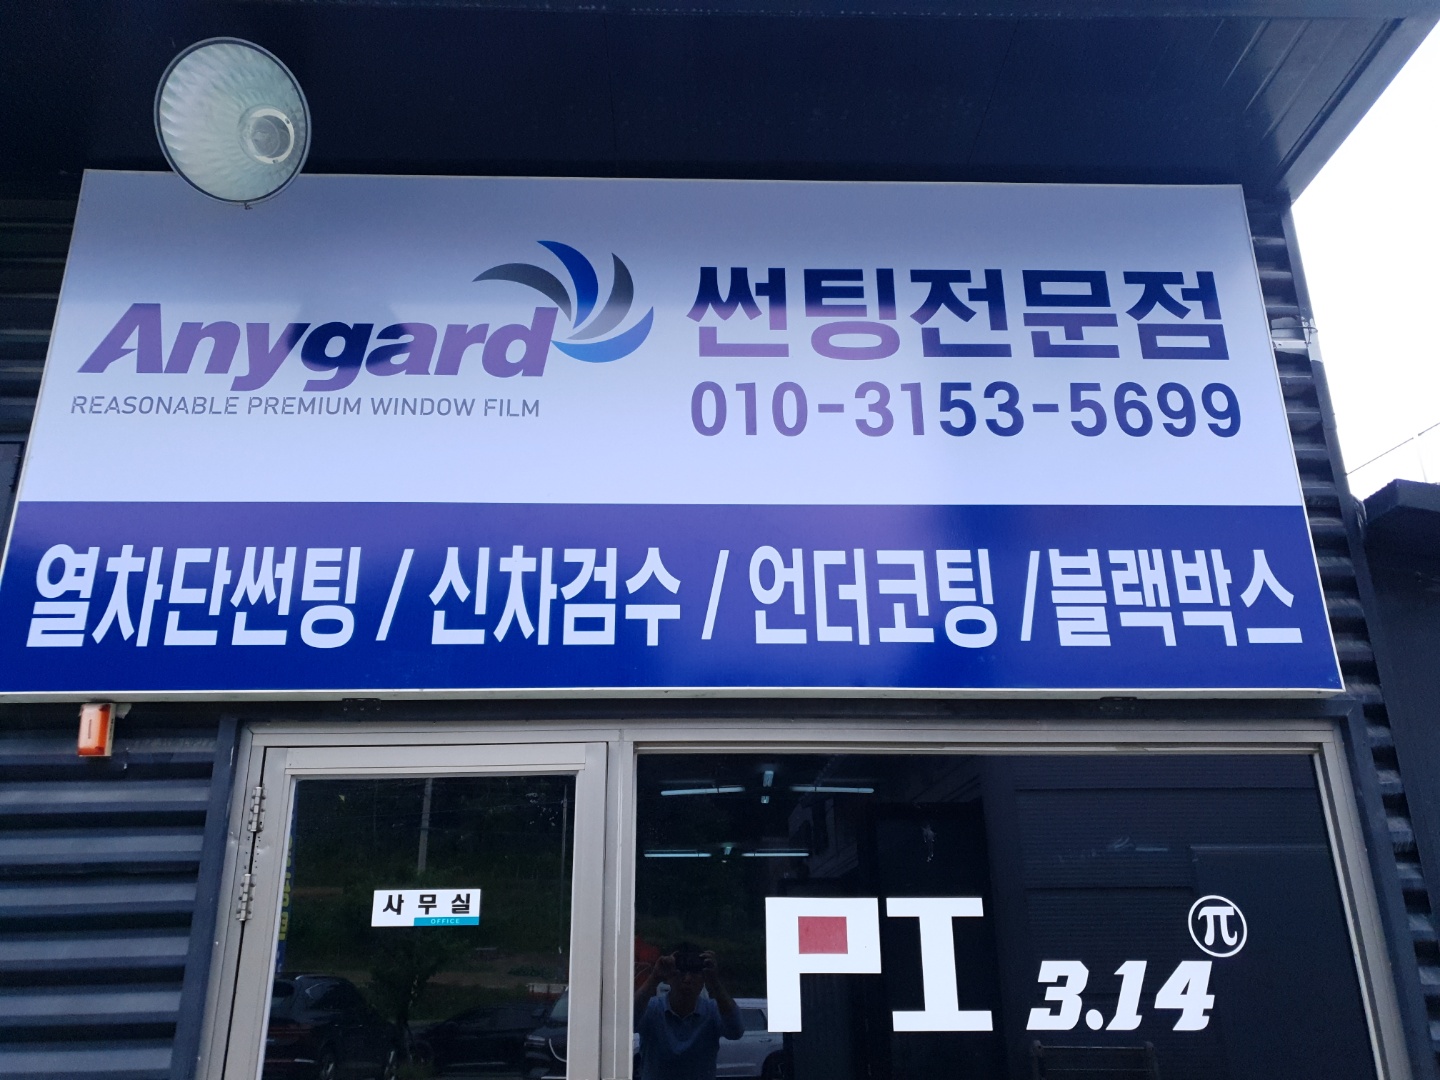 Anygard
REASONABLE PREMIUM WINDOW FILM
썬팅전문점
010-3153-5699
열차단썬팅 / 신차검수 / 언더코팅 / 블랙박스
사무실
OFFICE
PI 3.14 π